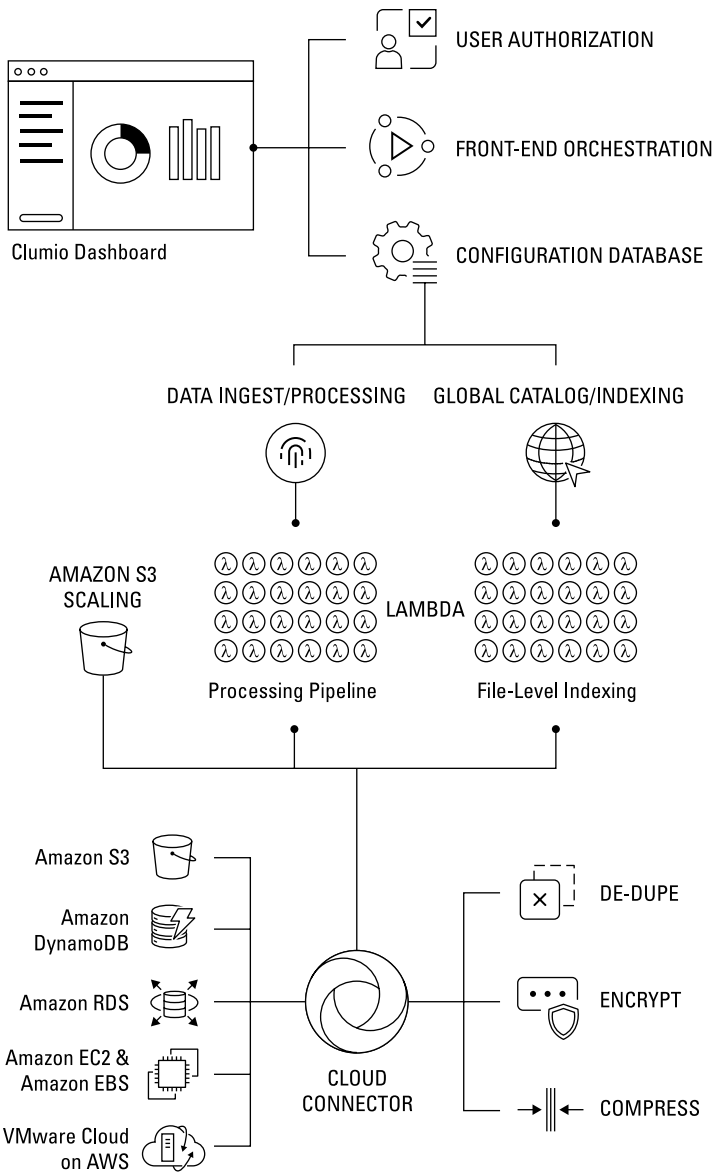 USER AUTHORIZATION
FRONT-END ORCHESTRATION
Clumio Dashboard
CONFIGURATION DATABASE
DATA INGEST/PROCESSING
GLOBAL CATALOG/INDEXING
AMAZON S3
SCALING
λ λ λ λ λ λ
λ λ λ λ λ λ
λ λ λ λ λ λ
λ λ λ λ λ λ
Processing Pipeline
LAMBDA
λ λ λ λ λ λ
λ λ λ λ λ λ
λ λ λ λ λ λ
λ λ λ λ λ λ
File-Level Indexing
Amazon S3
Amazon
DynamoDB
Amazon RDS
Amazon EC2 &
Amazon EBS
VMware Cloud
on AWS
CLOUD
CONNECTOR
DE-DUPE
ENCRYPT
COMPRESS